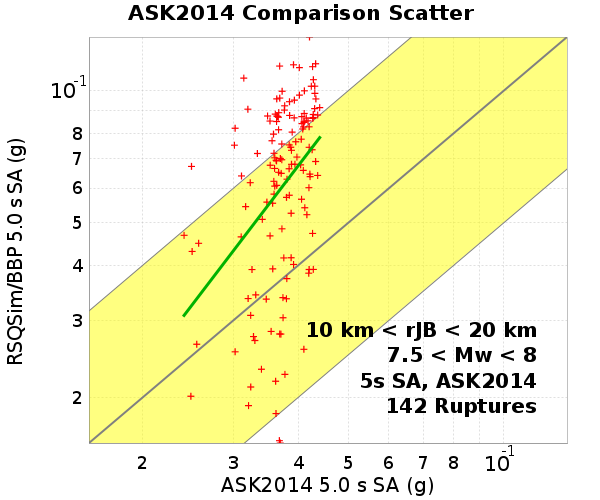 ASK2014 Comparison Scatter
RSQSim/BBP 5.0 s SA (g)
10-1
8
7
6
5
4
3
2
10 km < rJB < 20 km
7.5 < Mw < 8
5s SA, ASK2014
142 Ruptures
2 3 4 5 6 7 8 10-1
ASK2014 5.0 s SA (g)